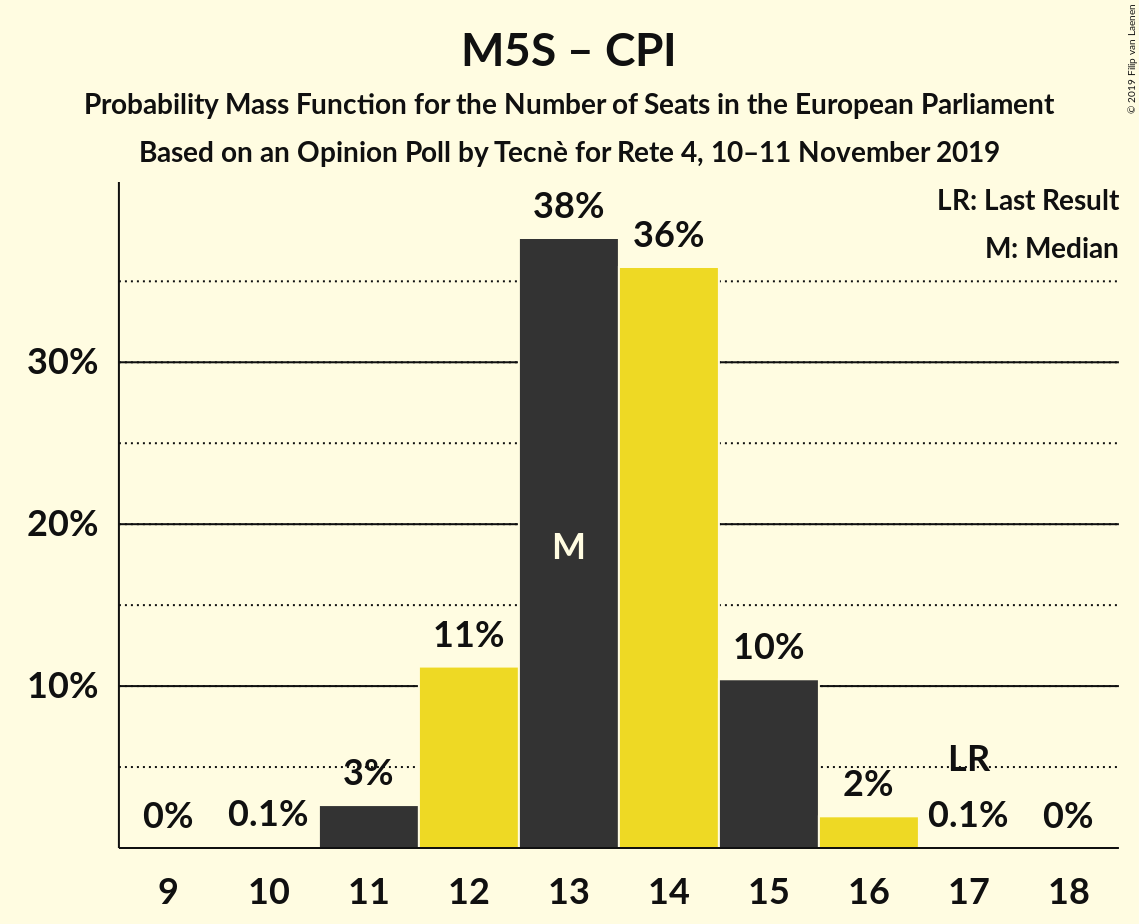 M5S – CPI
Probability Mass Function for the Number of Seats in the European Parliament
Based on an Opinion Poll by Tecnè for Rete 4, 10–11 November 2019
© 2019 Filip van Laenen
LR: Last Result
M: Median
38%
36%
30%
20%
M
11%
10%
10%
LR
3%
2%
0%
0.1%
0.1%
0%
9 10 11 12 13 14 15 16 17 18